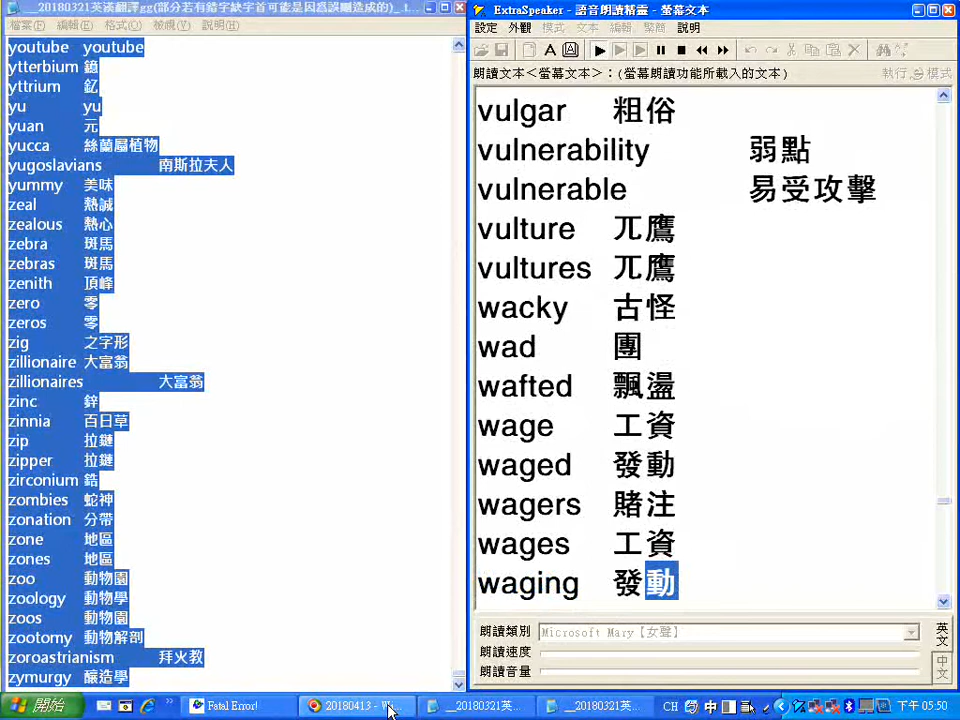 __20180321英漢翻譯gg(部分若有錯字缺字首可能是因為誤刪造成的)_t...
檔案(F) 編輯(E) 格式(O) 檢視(V) 說明(H)
youtube youtube
ytterbium 鐿
yttrium 釔
yu yu
yuan 元
yucca 絲蘭屬植物
yugoslavians 南斯拉夫人
yummy 美味
zeal 熱誠
zealous 熱心
zebra 斑馬
zebras 斑馬
zenith 頂峰
zero 零
zeros 零
zig 之字形
zillionaire 大富翁
zillionaires 大富翁
zinc 鋅
zinnia 百日草
zip 拉鏈
zipper 拉鏈
zirconium 鋯
zombies 蛇神
zonation 分帶
zone 地區
zones 地區
zoo 動物園
zoology 動物學
zoos 動物園
zootomy 動物解剖
zoroastrianism 拜火教
zymurgy 釀造學
ExtraSpeaker - 語音朗讀精靈 - 螢幕文本
設定 外觀 模式 文本 編輯 繁簡 說明
朗讀文本<螢幕文本>：(螢幕朗讀功能所載入的文本) 執行 模式
vulgar 粗俗
vulnerability 弱點
vulnerable 易受攻擊
vulture 兀鷹
vultures 兀鷹
wacky 古怪
wad 團
wafted 飄盪
wage 工資
waged 發動
wagers 賭注
wages 工資
waging 發動
朗讀類別 Microsoft Mary【女聲】
朗讀速度
朗讀音量
英文
中文
開始 Fatal Error! 20180413 - __20180321英... __20180321英... CH 中 下午 05:50